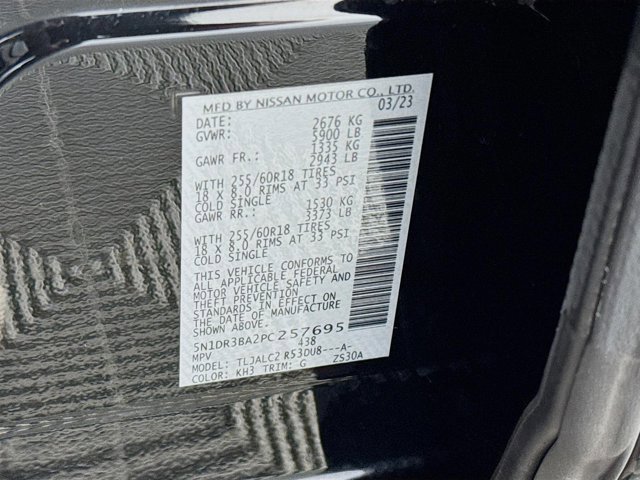 MFD BY NISSAN MOTOR CO., LTD.
DATE: 03/23
GVWR: 2676 KG
5900 LB
GAWR FR.: 1335 KG
2943 LB
WITH 255/60R18 TIRES
18 X 8.0 RIMS AT 33 PSI
COLD SINGLE
GAWR RR.: 1530 KG
3373 LB
WITH 255/60R18 TIRES
18 X 8.0 RIMS AT 33 PSI
COLD SINGLE
THIS VEHICLE CONFORMS TO
ALL APPLICABLE FEDERAL
MOTOR VEHICLE SAFETY AND
THEFT PREVENTION
STANDARDS IN EFFECT ON
THE DATE OF MANUFACTURE
SHOWN ABOVE.
5N1DR3BA2PC257695
MPV 438
MODEL: TLJALC2 R53DU8---A-
COLOR: KH3 TRIM: G ZS30A